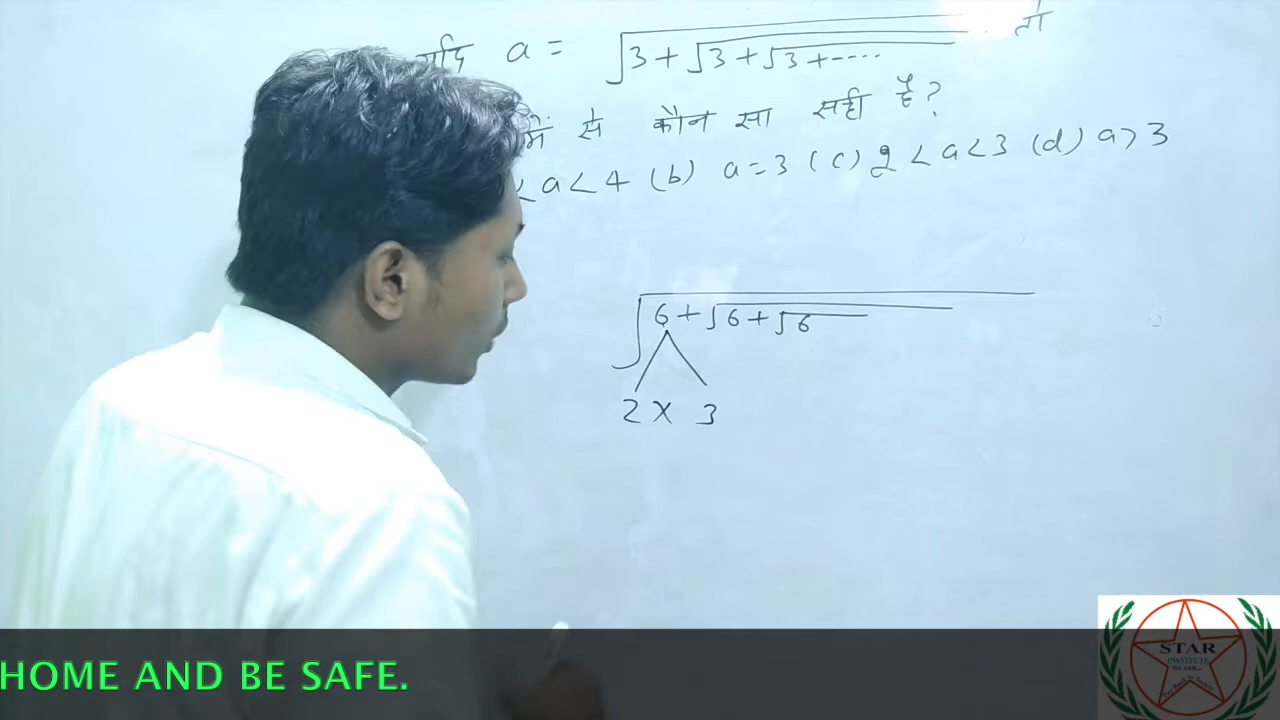 यदि a = √3 + √3 + √3 + ---- तो
में से कौन सा सही है ?
< a < 4 (b) a = 3 (c) 2 < a < 3 (d) a > 3
√6 + √6 + √6
2 x 3
HOME AND BE SAFE.
STAR
INSTITUTE